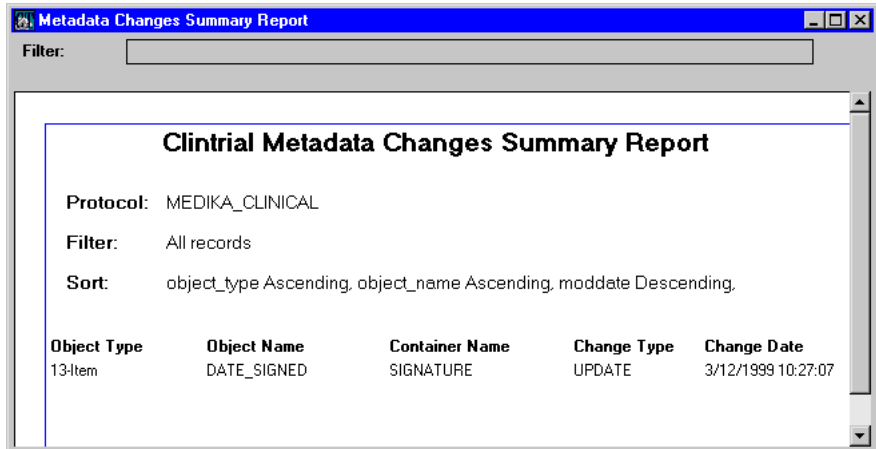 Metadata Changes Summary Report
Filter:
Clintrial Metadata Changes Summary Report
Protocol: MEDIKA_CLINICAL
Filter: All records
Sort: object_type Ascending, object_name Ascending, moddate Descending,
Object Type Object Name Container Name Change Type Change Date
13-Item DATE_SIGNED SIGNATURE UPDATE 3/12/1999 10:27:07